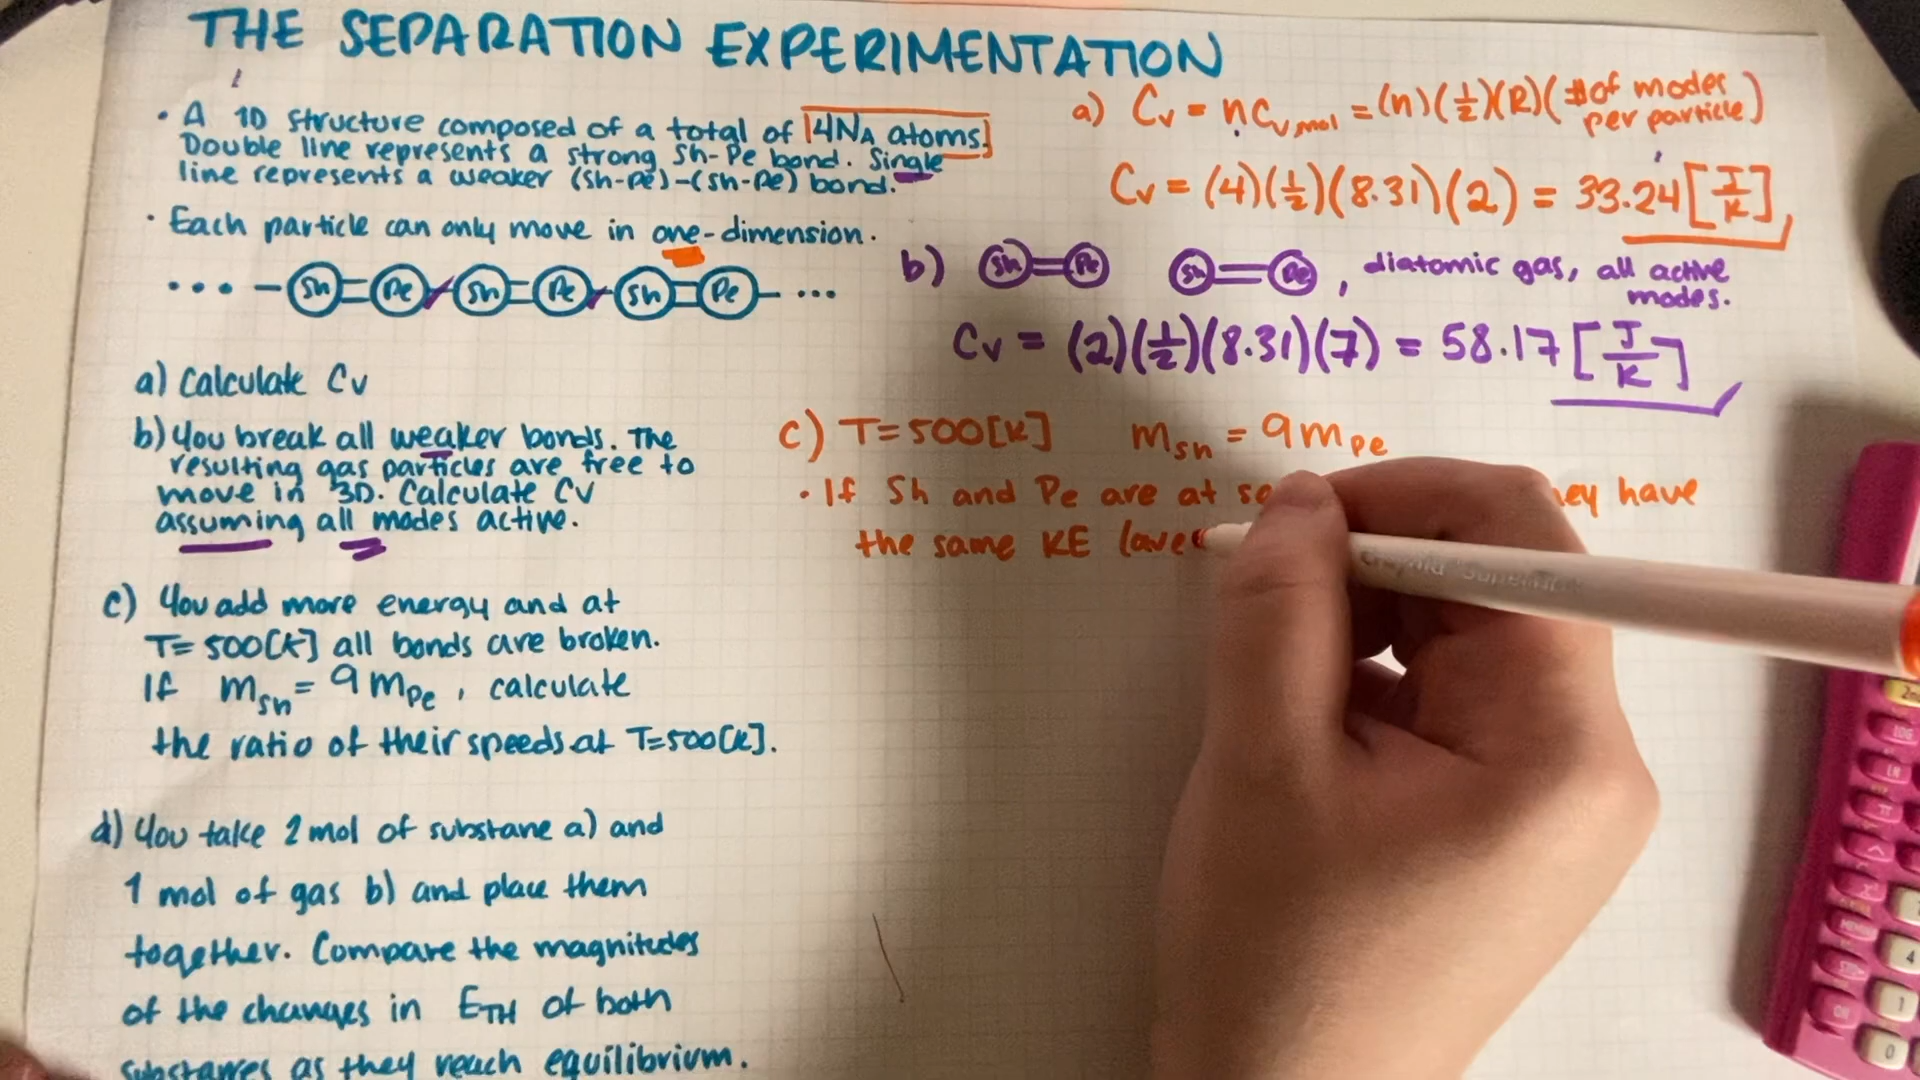 THE SEPARATION EXPERIMENTATION
• A 1D structure composed of a total of 4NA atoms.
Double line represents a strong Sh-Pe bond. Single
line represents a weaker (Sh-Pe)-(Sh-Pe) bond.
• Each particle can only move in one-dimension.
... - Sh = Pe - Sh = Pe - Sh = Pe - ...
a) Calculate Cv
b) You break all weaker bonds. The
resulting gas particles are free to
move in 3D. Calculate Cv
assuming all modes active.
c) You add more energy and at
T= 500[K] all bonds are broken.
If mSh = 9 mPe, calculate
the ratio of their speeds at T=500[K].
d) You take 2 mol of substane a) and
1 mol of gas b) and place them
together. Compare the magnitudes
of the changes in ETH of both
substances as they reach equilibrium.
a) Cv = nCv,mol = (n)(1/2)(R)(# of modes
per particle)
Cv = (4)(1/2)(8.31)(2) = 33.24 [J/K]
b) Sh = Pe Sh = Pe, diatomic gas, all active
modes.
Cv = (2)(1/2)(8.31)(7) = 58.17 [J/K]
c) T=500[K] mSh = 9mPe
• If Sh and Pe are at have
the same KE
2nd
LOG
LN
4
1
0